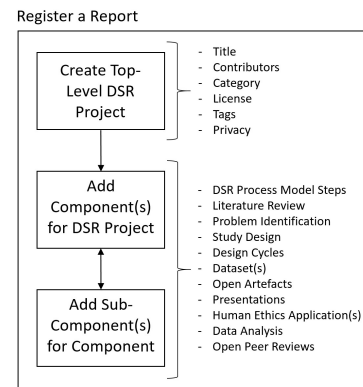 Register a Report
Create Top-
Level DSR
Project
- Title
- Contributors
- Category
- License
- Tags
- Privacy
Add
Component(s)
for DSR Project
Add Sub-
Component(s)
for Component
- DSR Process Model Steps
- Literature Review
- Problem Identification
- Study Design
- Design Cycles
- Dataset(s)
- Open Artefacts
- Presentations
- Human Ethics Application(s)
- Data Analysis
- Open Peer Reviews